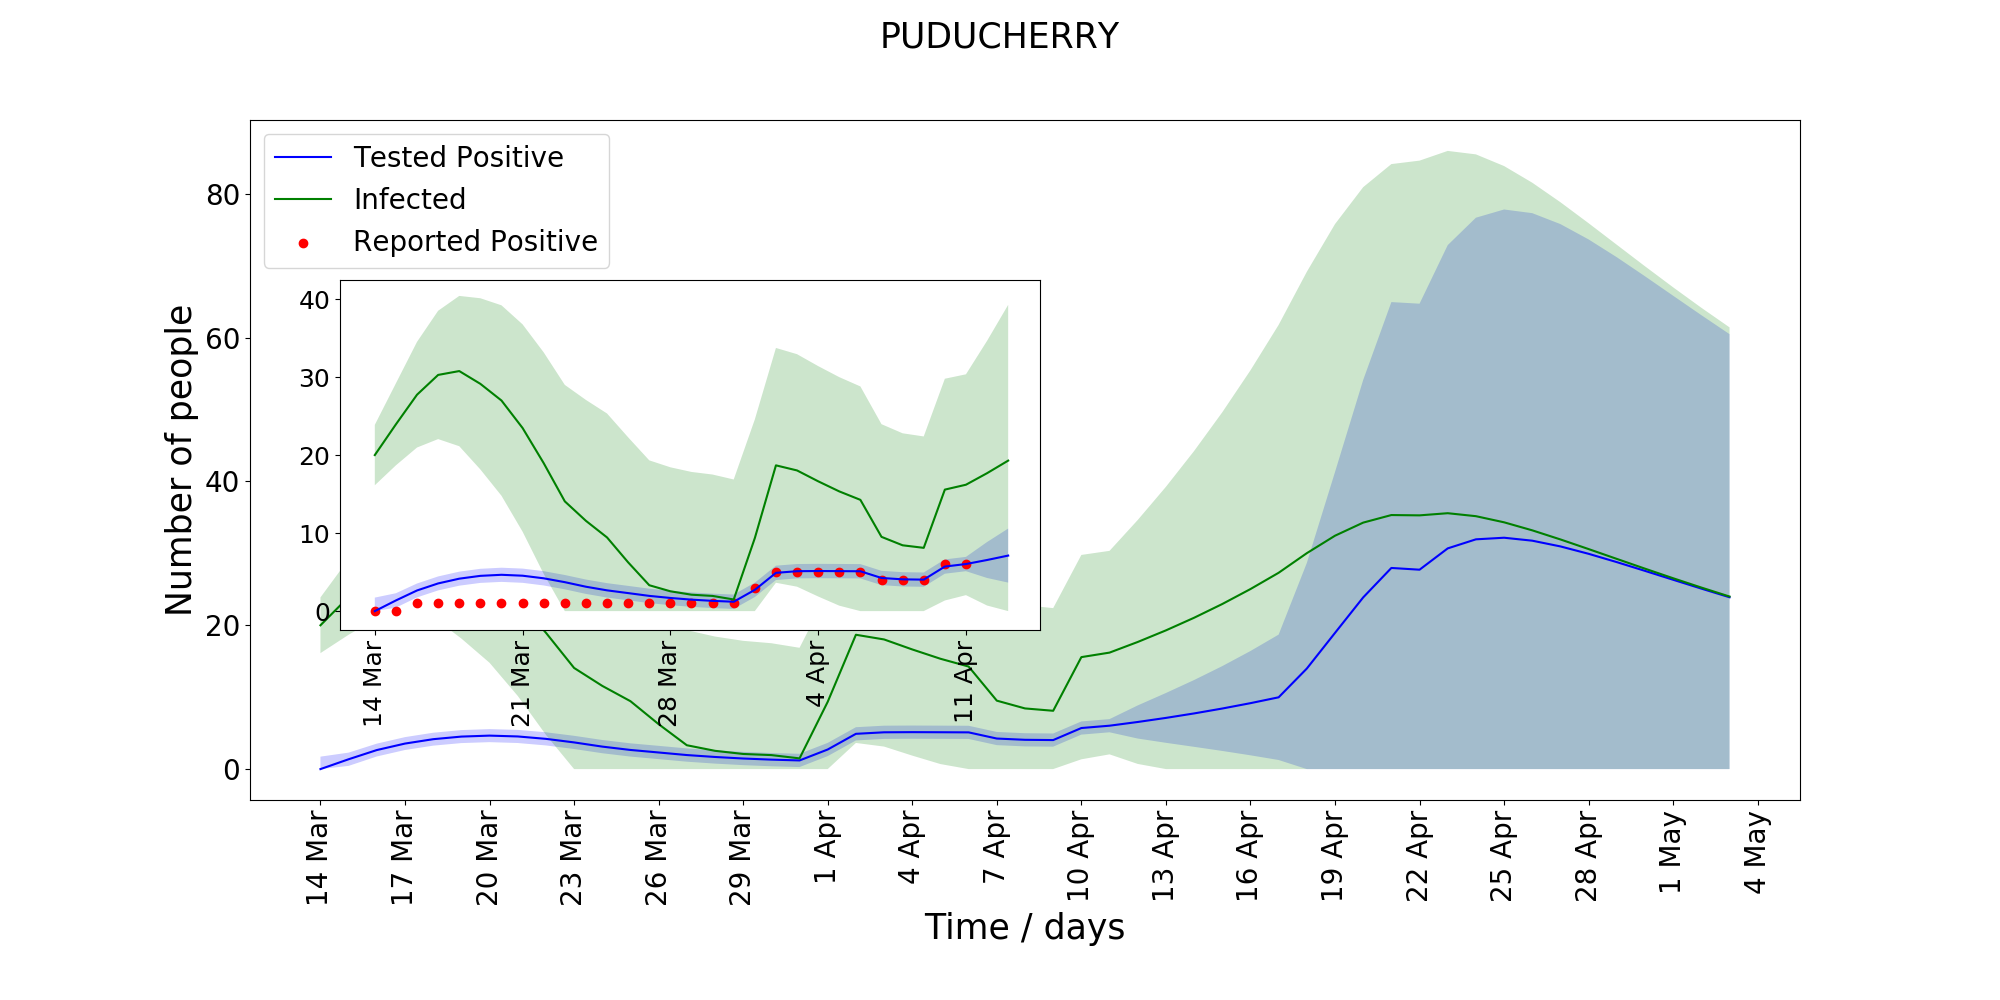 PUDUCHERRY
Tested Positive
Infected
Reported Positive
Number of people
80
60
40
20
0
40
30
20
10
0
14 Mar
21 Mar
28 Mar
4 Apr
11 Apr
14 Mar
17 Mar
20 Mar
23 Mar
26 Mar
29 Mar
1 Apr
4 Apr
7 Apr
10 Apr
13 Apr
16 Apr
19 Apr
22 Apr
25 Apr
28 Apr
1 May
4 May
Time / days